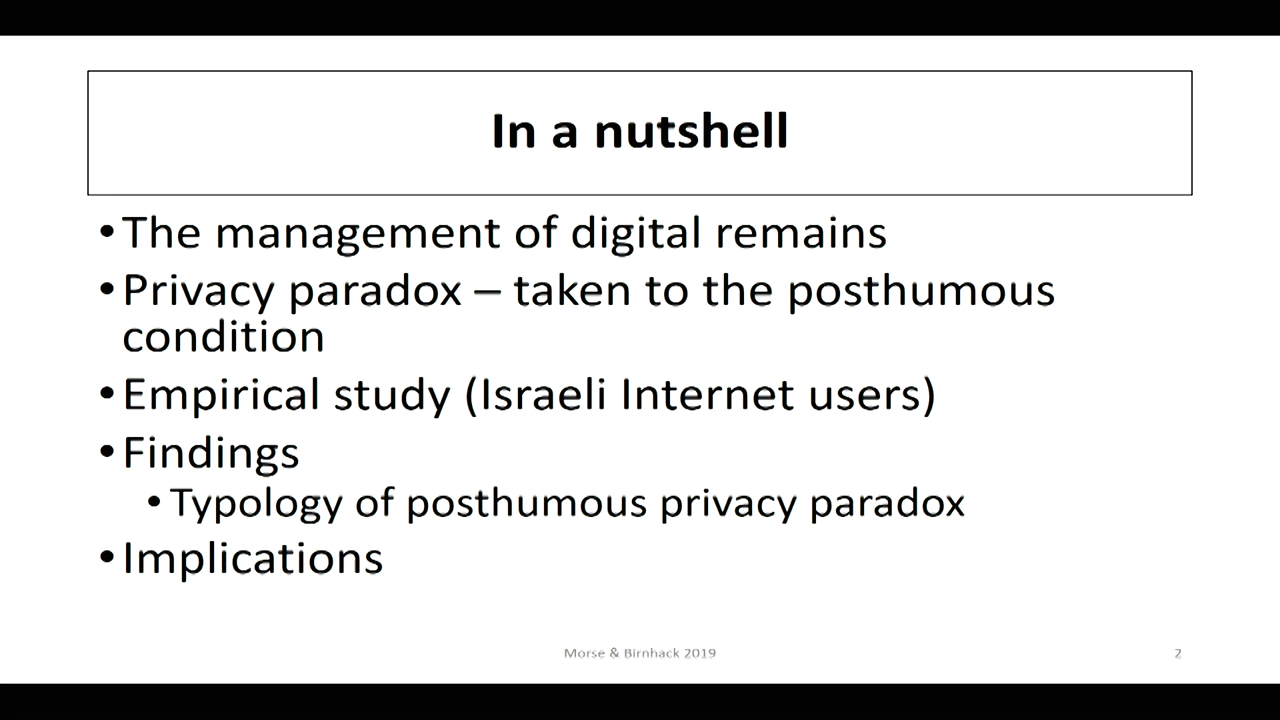 In a nutshell
•The management of digital remains
•Privacy paradox – taken to the posthumous
condition
•Empirical study (Israeli Internet users)
•Findings
•Typology of posthumous privacy paradox
•Implications
Morse & Birnhack 2019
2